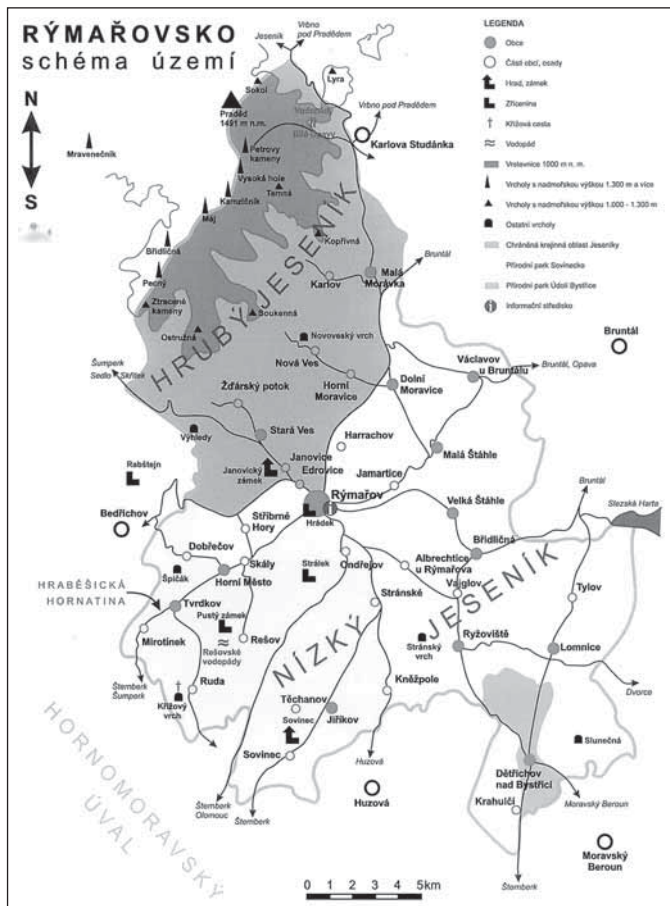 RÝMAŘOVSKO
schéma území
N
S
LEGENDA
Obce
Části obcí, osady
Hrad, zámek
Zřícenina
Křížová cesta
Vodopád
Vrstevnice 1000 m n. m.
Vrcholy s nadmořskou výškou 1.300 m a více
Vrcholy s nadmořskou výškou 1.000 - 1.300 m
Ostatní vrcholy
Chráněná krajinná oblast Jeseníky
Přírodní park Sovinecko
Přírodní park Údolí Bystřice
Informační středisko
Jeseník
Vrbno
pod Pradědem
Lyra
Sokol
Praděd
1491 m n.m.
Vodopády
Bílé Opavy
Vrbno pod Pradědem
Karlova Studánka
Mravenečník
Petrovy
kameny
Vysoká hole
Temná
Kamzičník
Máj
Kopřivná
Břidličná
Bruntál
Malá
Morávka
Karlov
Pecný
Ztracené
kameny
Soukenná
Ostružná
HRUBÝ JESENÍK
Novoveský vrch
Nová Ves
Bruntál
Šumperk
Sedlo Skřítek
Václavov
u Bruntálu
Bruntál, Opava
Horní
Moravice
Dolní
Moravice
Žďárský potok
Stará Ves
Výhledy
Harrachov
Malá Štáhle
Rabštejn
Janovický
zámek
Janovice
Edrovice
Jamartice
Rýmařov
Hrádek
Velká Štáhle
Bruntál
Slezská Harta
Bedřichov
Stříbrné
Hory
Břidličná
Dobřečov
Skály
Strálek
Ondřejov
Albrechtice
u Rýmařova
Špičák
Horní Město
Vajglov
Tylov
HRABĚŠICKÁ
HORNATINA
Stránské
NÍZKÝ JESENÍK
Tvrdkov
Pustý zámek
Mirotínek
Rešov
Rešovské
vodopády
Stránský
vrch
Ryžoviště
Lomnice
Šternberk
Šumperk
Křížový
vrch
Ruda
Kněžpole
Dvorce
Těchanov
Sovinec
Jiříkov
Sovinec
Huzová
Slunečná
HORNOMORAVSKÝ
ÚVAL
Dětřichov
nad Bystřicí
Huzová
Krahulčí
Moravský Beroun
Šternberk
Olomouc
Šternberk
Moravský
Beroun
Šternberk
0 1 2 3 4 5km